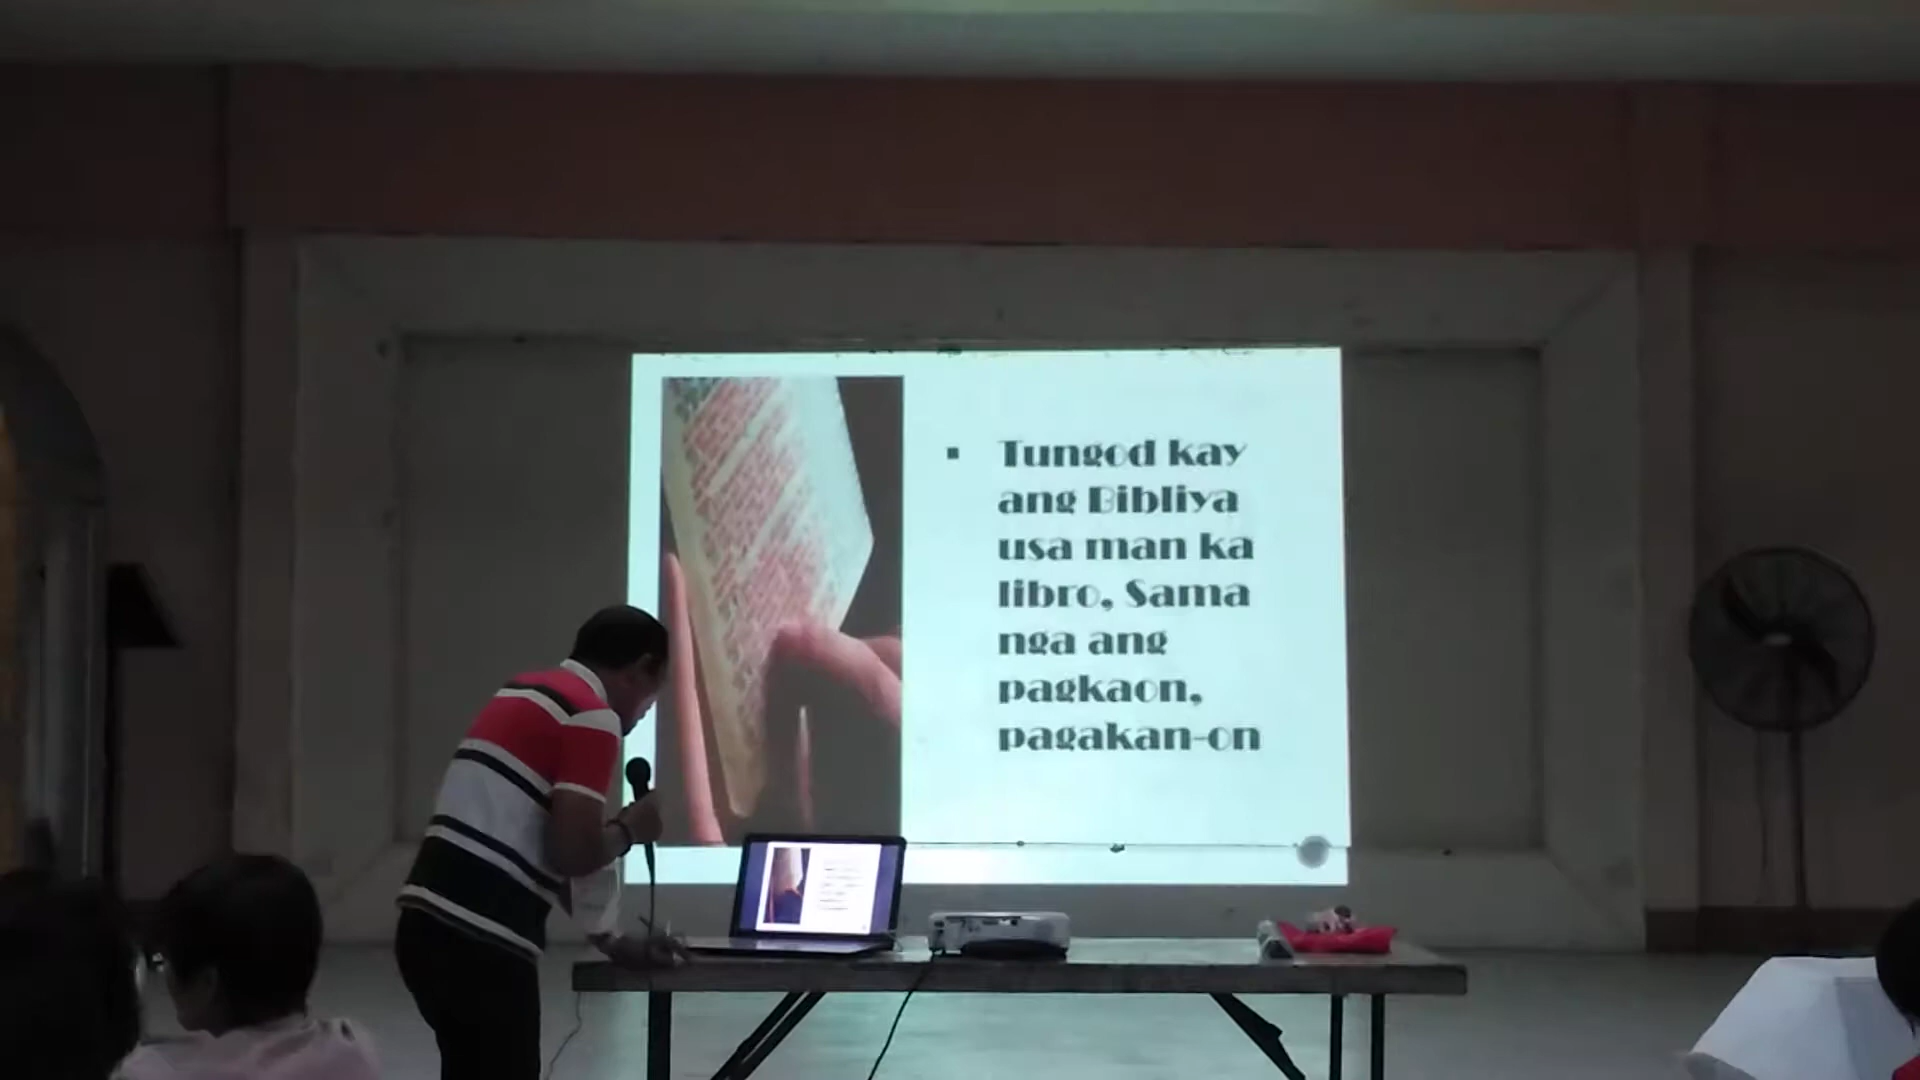 Tungod kay
ang Bibliya
usa man ka
libro, Sama
nga ang
pagkaon,
pagakan-on